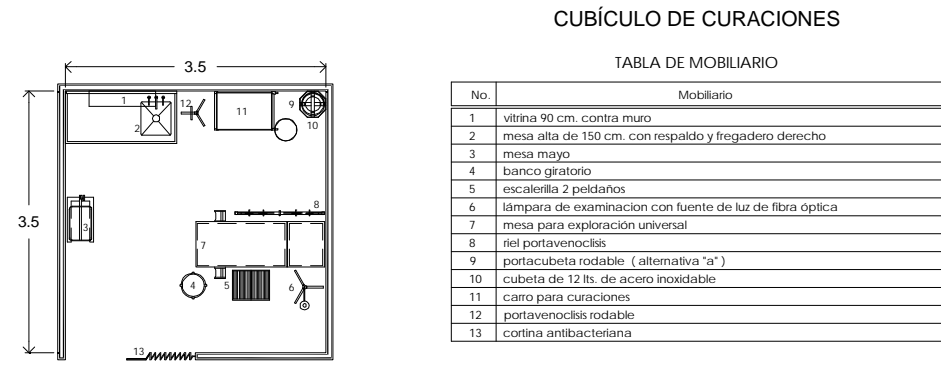 CUBÍCULO DE CURACIONES
TABLA DE MOBILIARIO
No. Mobiliario
1 vitrina 90 cm. contra muro
2 mesa alta de 150 cm. con respaldo y fregadero derecho
3 mesa mayo
4 banco giratorio
5 escalerilla 2 peldaños
6 lámpara de examinacion con fuente de luz de fibra óptica
7 mesa para exploración universal
8 riel portavenoclisis
9 portacubeta rodable ( alternativa "a" )
10 cubeta de 12 lts. de acero inoxidable
11 carro para curaciones
12 portavenoclisis rodable
13 cortina antibacteriana
3.5
1
12
11
9
2
10
3.5
3
8
7
4
5
6
13